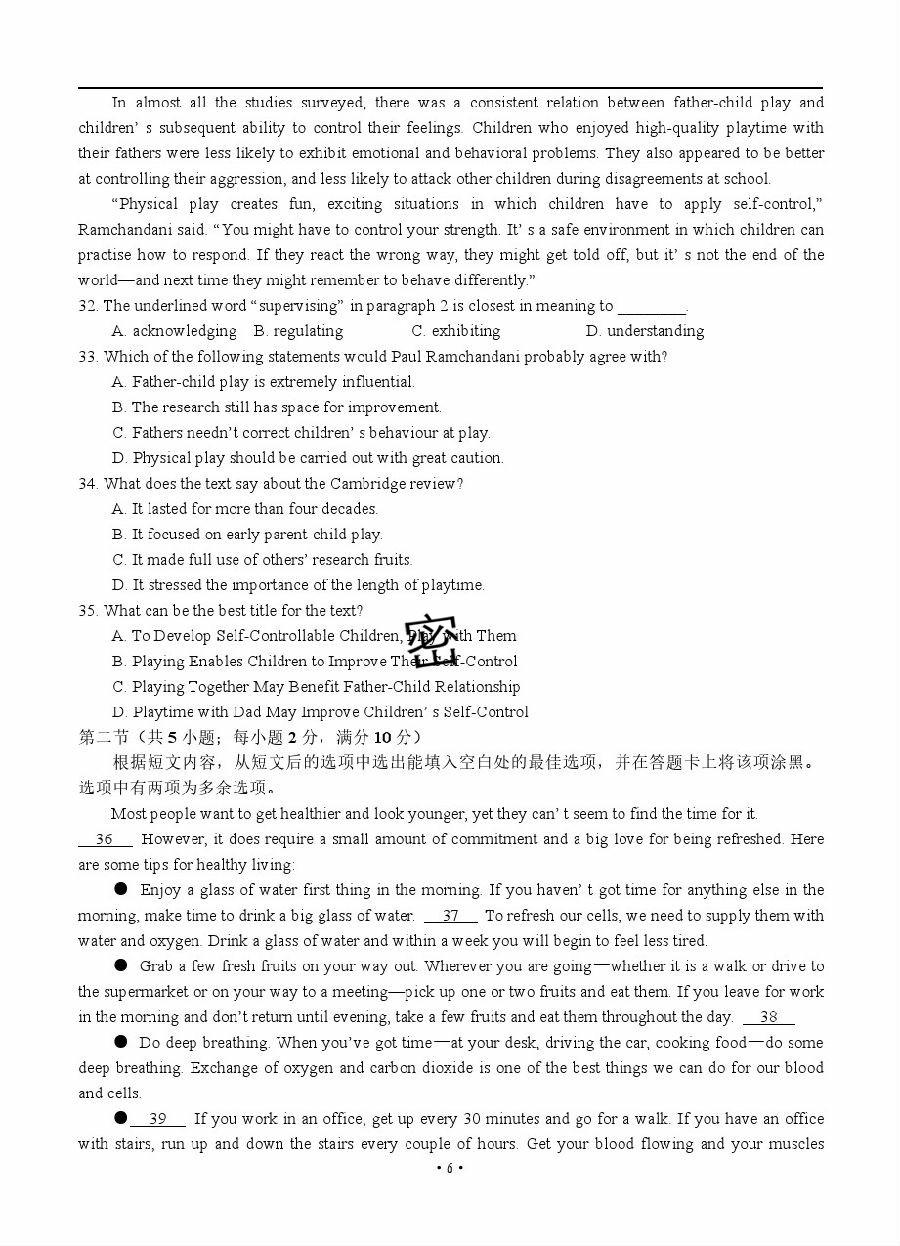 In almost all the studies surveyed, there was a consistent relation between father-child play and
children’s subsequent ability to control their feelings. Children who enjoyed high-quality playtime with
their fathers were less likely to exhibit emotional and behavioral problems. They also appeared to be better
at controlling their aggression, and less likely to attack other children during disagreements at school.
“Physical play creates fun, exciting situations in which children have to apply self-control,”
Ramchandani said. “You might have to control your strength. It’s a safe environment in which children can
practise how to respond. If they react the wrong way, they might get told off, but it’s not the end of the
world—and next time they might remember to behave differently.”
32. The underlined word “supervising” in paragraph 2 is closest in meaning to ________.
A. acknowledging B. regulating C. exhibiting D. understanding
33. Which of the following statements would Paul Ramchandani probably agree with?
A. Father-child play is extremely influential.
B. The research still has space for improvement.
C. Fathers needn’t correct children’s behaviour at play.
D. Physical play should be carried out with great caution.
34. What does the text say about the Cambridge review?
A. It lasted for more than four decades.
B. It focused on early parent-child play.
C. It made full use of others’ research fruits.
D. It stressed the importance of the length of playtime.
35. What can be the best title for the text?
A. To Develop Self-Controllable Children, Play with Them
B. Playing Enables Children to Improve Their Self-Control
密
C. Playing Together May Benefit Father-Child Relationship
D. Playtime with Dad May Improve Children’s Self-Control
第二节（共 5 小题；每小题 2 分，满分 10 分）
根据短文内容，从短文后的选项中选出能填入空白处的最佳选项，并在答题卡上将该项涂黑。
选项中有两项为多余选项。
Most people want to get healthier and look younger, yet they can’t seem to find the time for it.
36 However, it does require a small amount of commitment and a big love for being refreshed. Here
are some tips for healthy living:
● Enjoy a glass of water first thing in the morning. If you haven’t got time for anything else in the
morning, make time to drink a big glass of water. 37 To refresh our cells, we need to supply them with
water and oxygen. Drink a glass of water and within a week you will begin to feel less tired.
● Grab a few fresh fruits on your way out. Wherever you are going—whether it is a walk or drive to
the supermarket or on your way to a meeting—pick up one or two fruits and eat them. If you leave for work
in the morning and don’t return until evening, take a few fruits and eat them throughout the day. 38
● Do deep breathing. When you’ve got time—at your desk, driving the car, cooking food—do some
deep breathing. Exchange of oxygen and carbon dioxide is one of the best things we can do for our blood
and cells.
● 39 If you work in an office, get up every 30 minutes and go for a walk. If you have an office
with stairs, run up and down the stairs every couple of hours. Get your blood flowing and your muscles
• 6 •